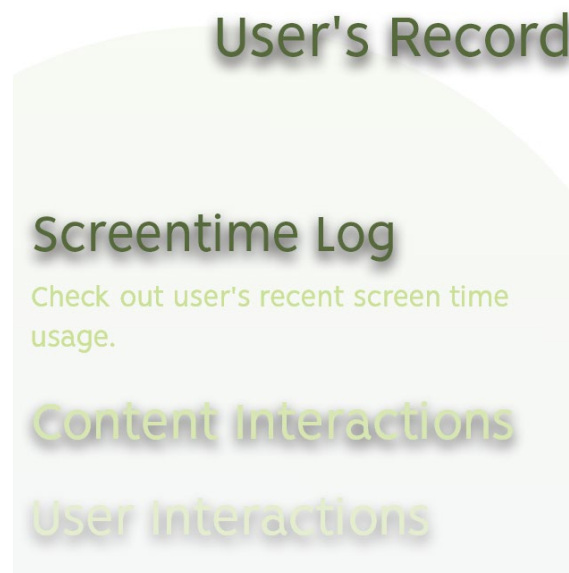 User's Record
Screentime Log
Check out user's recent screen time
usage.
Content Interactions
User Interactions